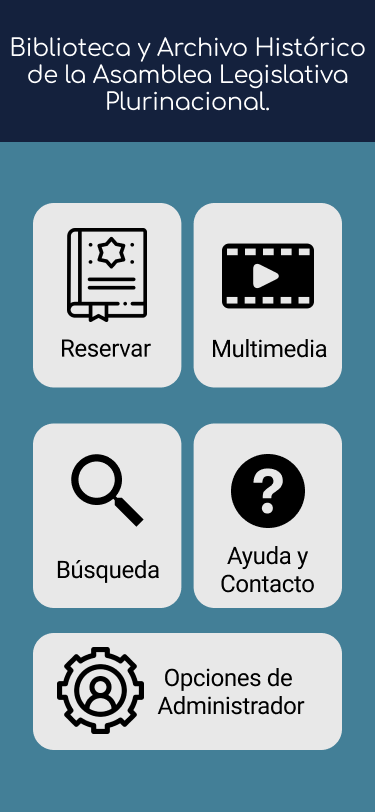 Biblioteca y Archivo Histórico
de la Asamblea Legislativa
Plurinacional.
Reservar
Multimedia
Búsqueda
Ayuda y
Contacto
Opciones de
Administrador